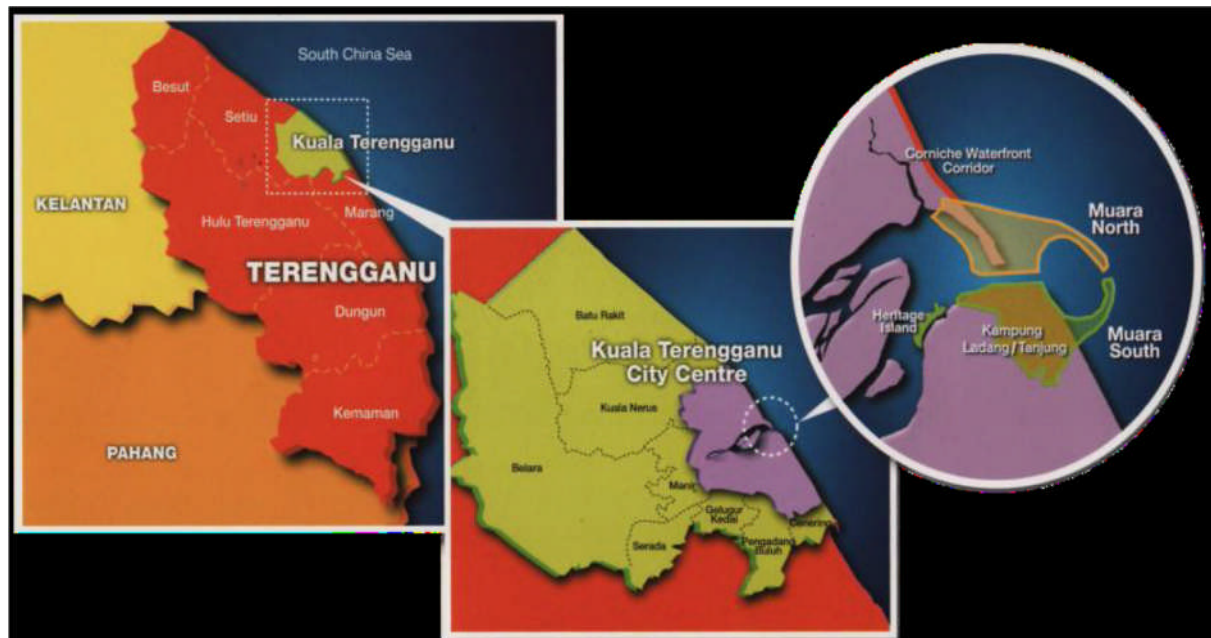 South China Sea
Besut
Setiu
Kuala Terengganu
KELANTAN
Hulu Terengganu
Marang
TERENGGANU
Dungun
Kemaman
PAHANG
Batu Rakit
Kuala Terengganu
City Centre
Kuala Nerus
Belara
Manir
Gelugur
Kedai
Cenering
Serada
Pengadang
Buluh
Corniche Waterfront
Corridor
Muara
North
Heritage
Island
Kampung
Ladang/Tanjung
Muara
South